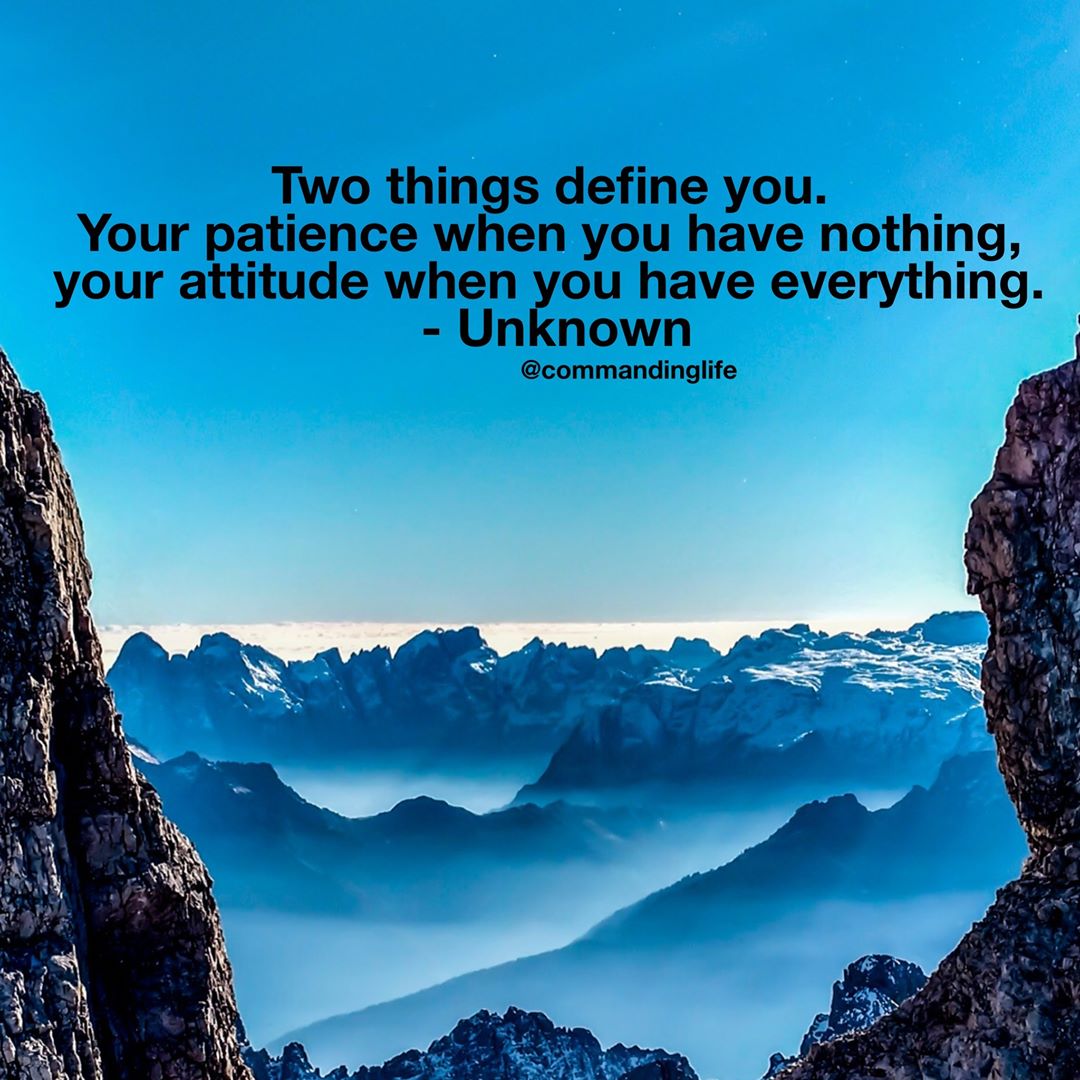 Two things define you.
Your patience when you have nothing,
your attitude when you have everything.
- Unknown
@commandinglife